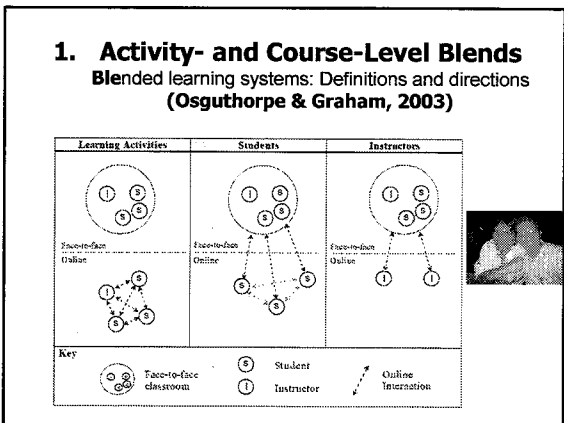 1. Activity- and Course-Level Blends
Blended learning systems: Definitions and directions
(Osguthorpe & Graham, 2003)
Learning Activities Students Instructors
I S S S S
I S S S S
I S S S S
Face-to-face Face-to-face Face-to-face
Online Online Online
S I S S
S S S
I I
Key
Face-to-face classroom
S Student
I Instructor
Online Interaction